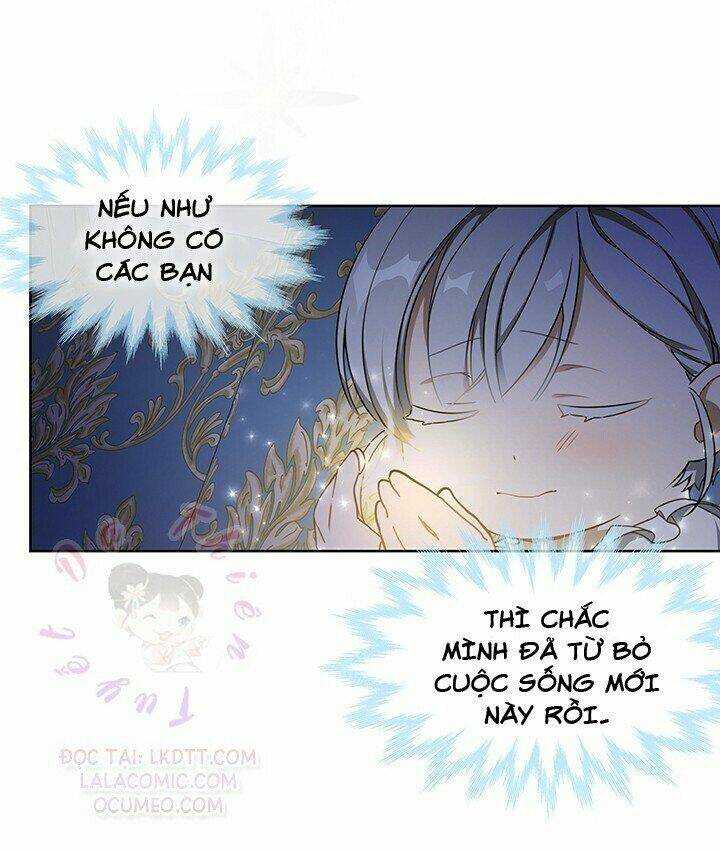 NẾU NHƯ
KHÔNG CÓ
CÁC BẠN
THÌ CHẮC
MÌNH ĐÃ TỪ BỎ
CUỘC SỐNG MỚI
NÀY RỒI...
ĐỌC TẠI: LKDTT.COM
LALACOMIC.COM
OCUMEO.COM